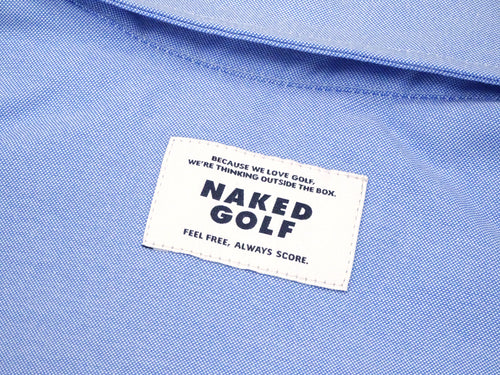 BECAUSE WE LOVE GOLF,
WE'RE THINKING OUTSIDE THE BOX.
NAKED
GOLF
FEEL FREE, ALWAYS SCORE.